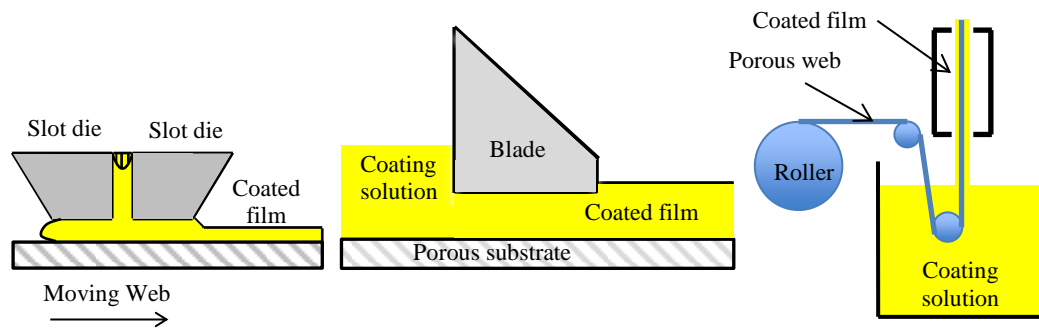 Slot die
Slot die
Coated
film
Moving Web
Coating
solution
Blade
Coated film
Porous substrate
Coated film
Porous web
Roller
Coating
solution